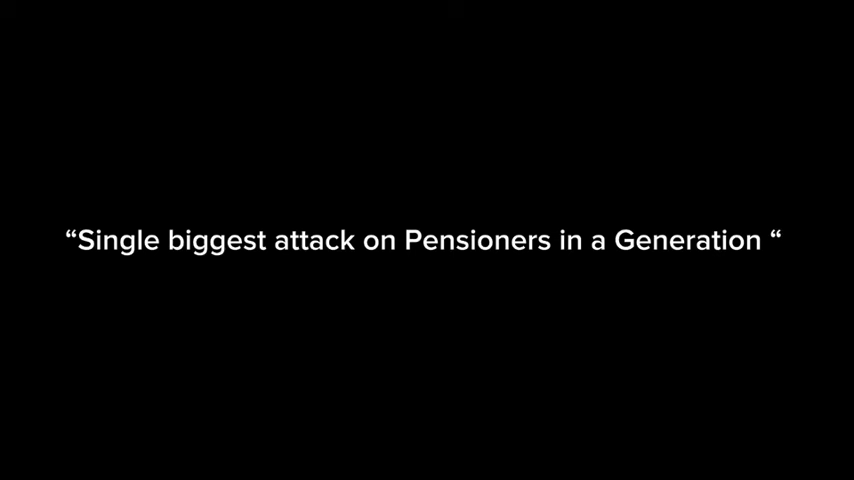 “Single biggest attack on Pensioners in a Generation “